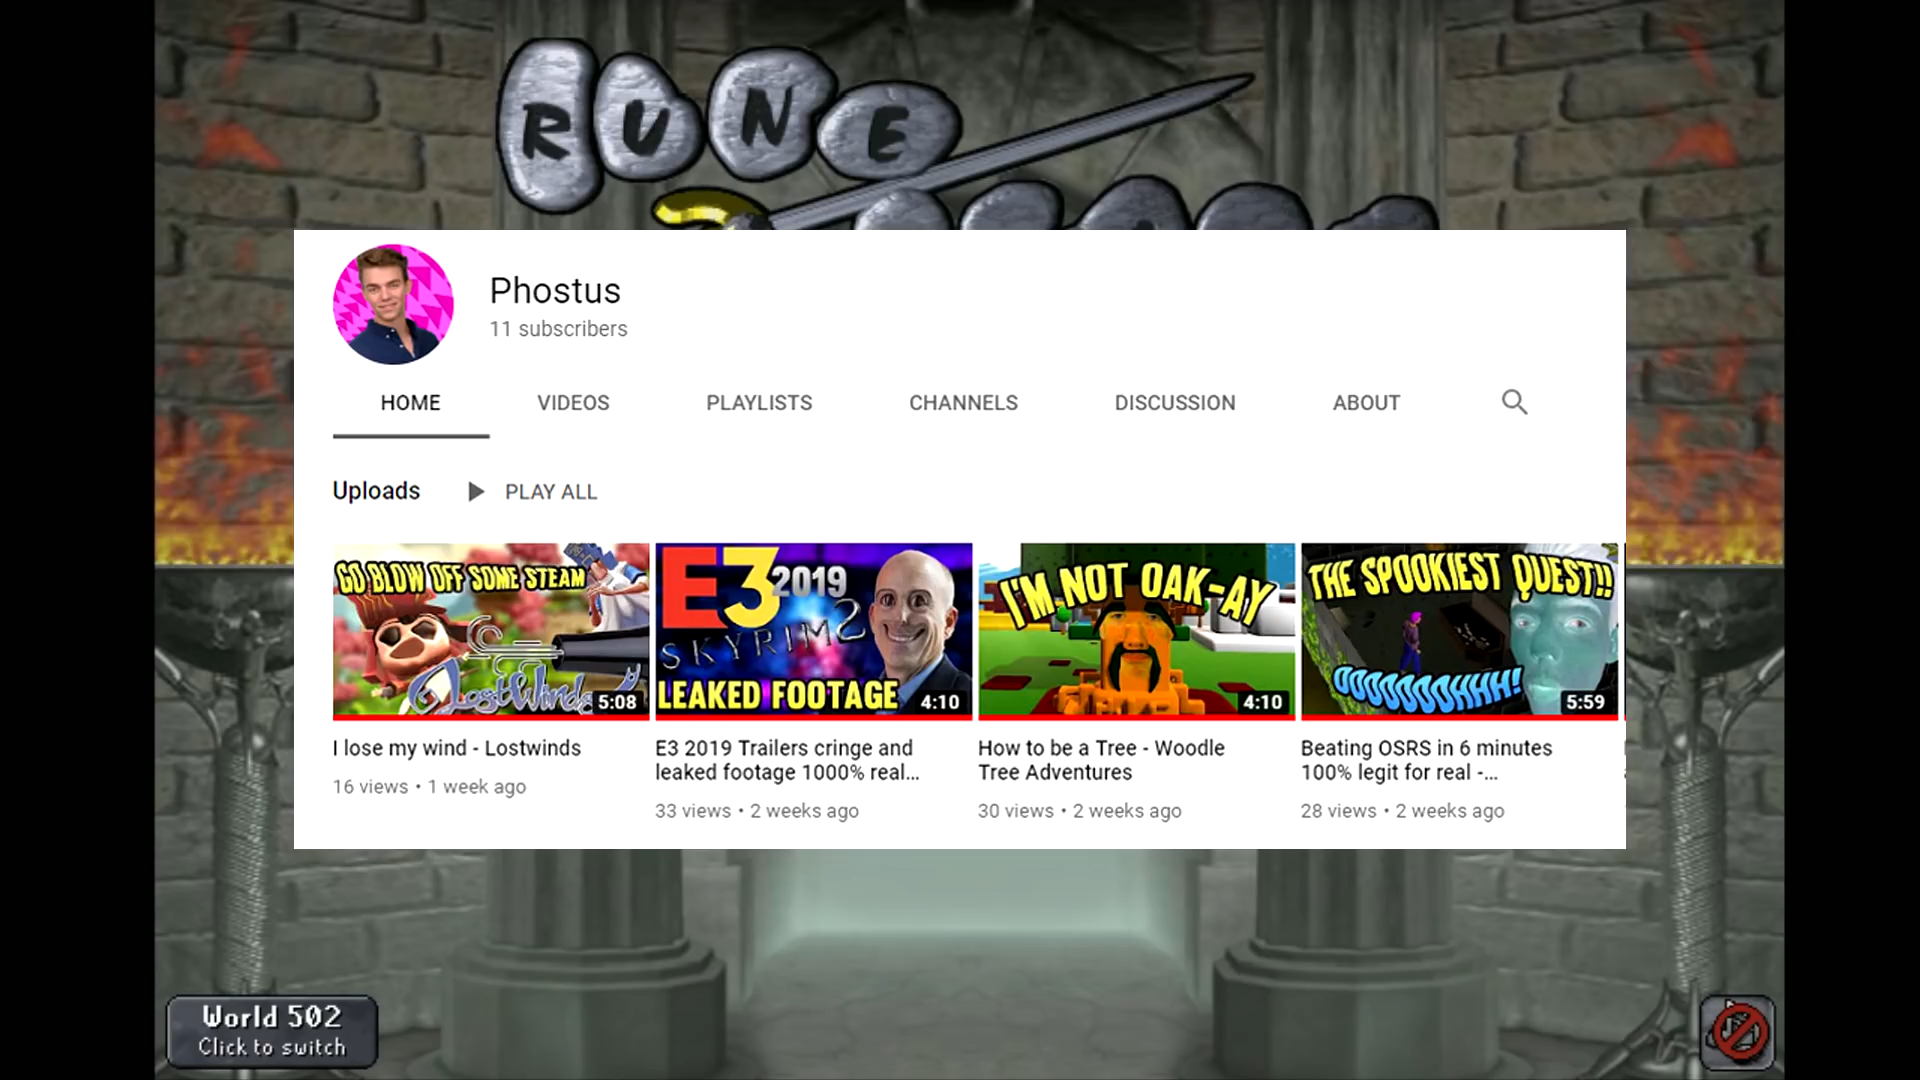 RUNE
Phostus
11 subscribers
HOME VIDEOS PLAYLISTS CHANNELS DISCUSSION ABOUT
Uploads PLAY ALL
GO BLOW OFF SOME STEAM
LostWinds
5:08
E3 2019
SKYRIM 2
LEAKED FOOTAGE
4:10
I'M NOT OAK-AY
4:10
THE SPOOKIEST QUEST!!
OOOOOOOHHH!
5:59
I lose my wind - Lostwinds
16 views • 1 week ago
E3 2019 Trailers cringe and
leaked footage 1000% real...
33 views • 2 weeks ago
How to be a Tree - Woodle
Tree Adventures
30 views • 2 weeks ago
Beating OSRS in 6 minutes
100% legit for real -...
28 views • 2 weeks ago
World 502
Click to switch